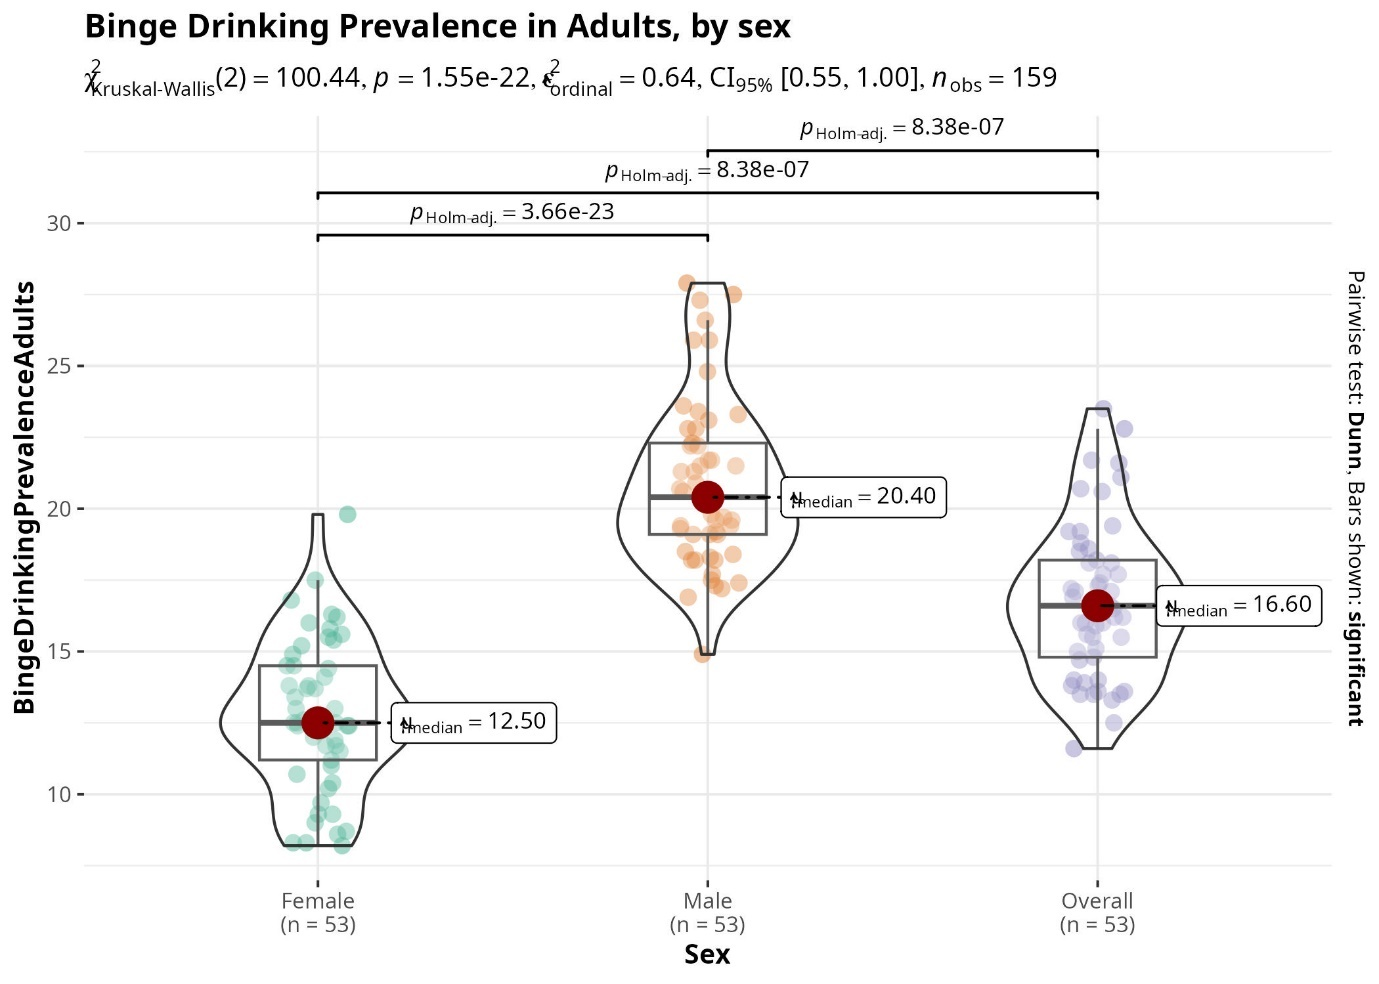 Binge Drinking Prevalence in Adults, by sex
χ²Kruskal-Wallis(2) = 100.44, p = 1.55e-22, ε²ordinal = 0.64, CI95% [0.55, 1.00], nobs = 159
pHolm-adj. = 8.38e-07
pHolm-adj. = 8.38e-07
pHolm-adj. = 3.66e-23
30
25
20
15
10
BingeDrinkingPrevalenceAdults
μ̂median = 12.50
μ̂median = 20.40
μ̂median = 16.60
Pairwise test: Dunn, Bars shown: significant
Female
(n = 53)
Male
(n = 53)
Overall
(n = 53)
Sex